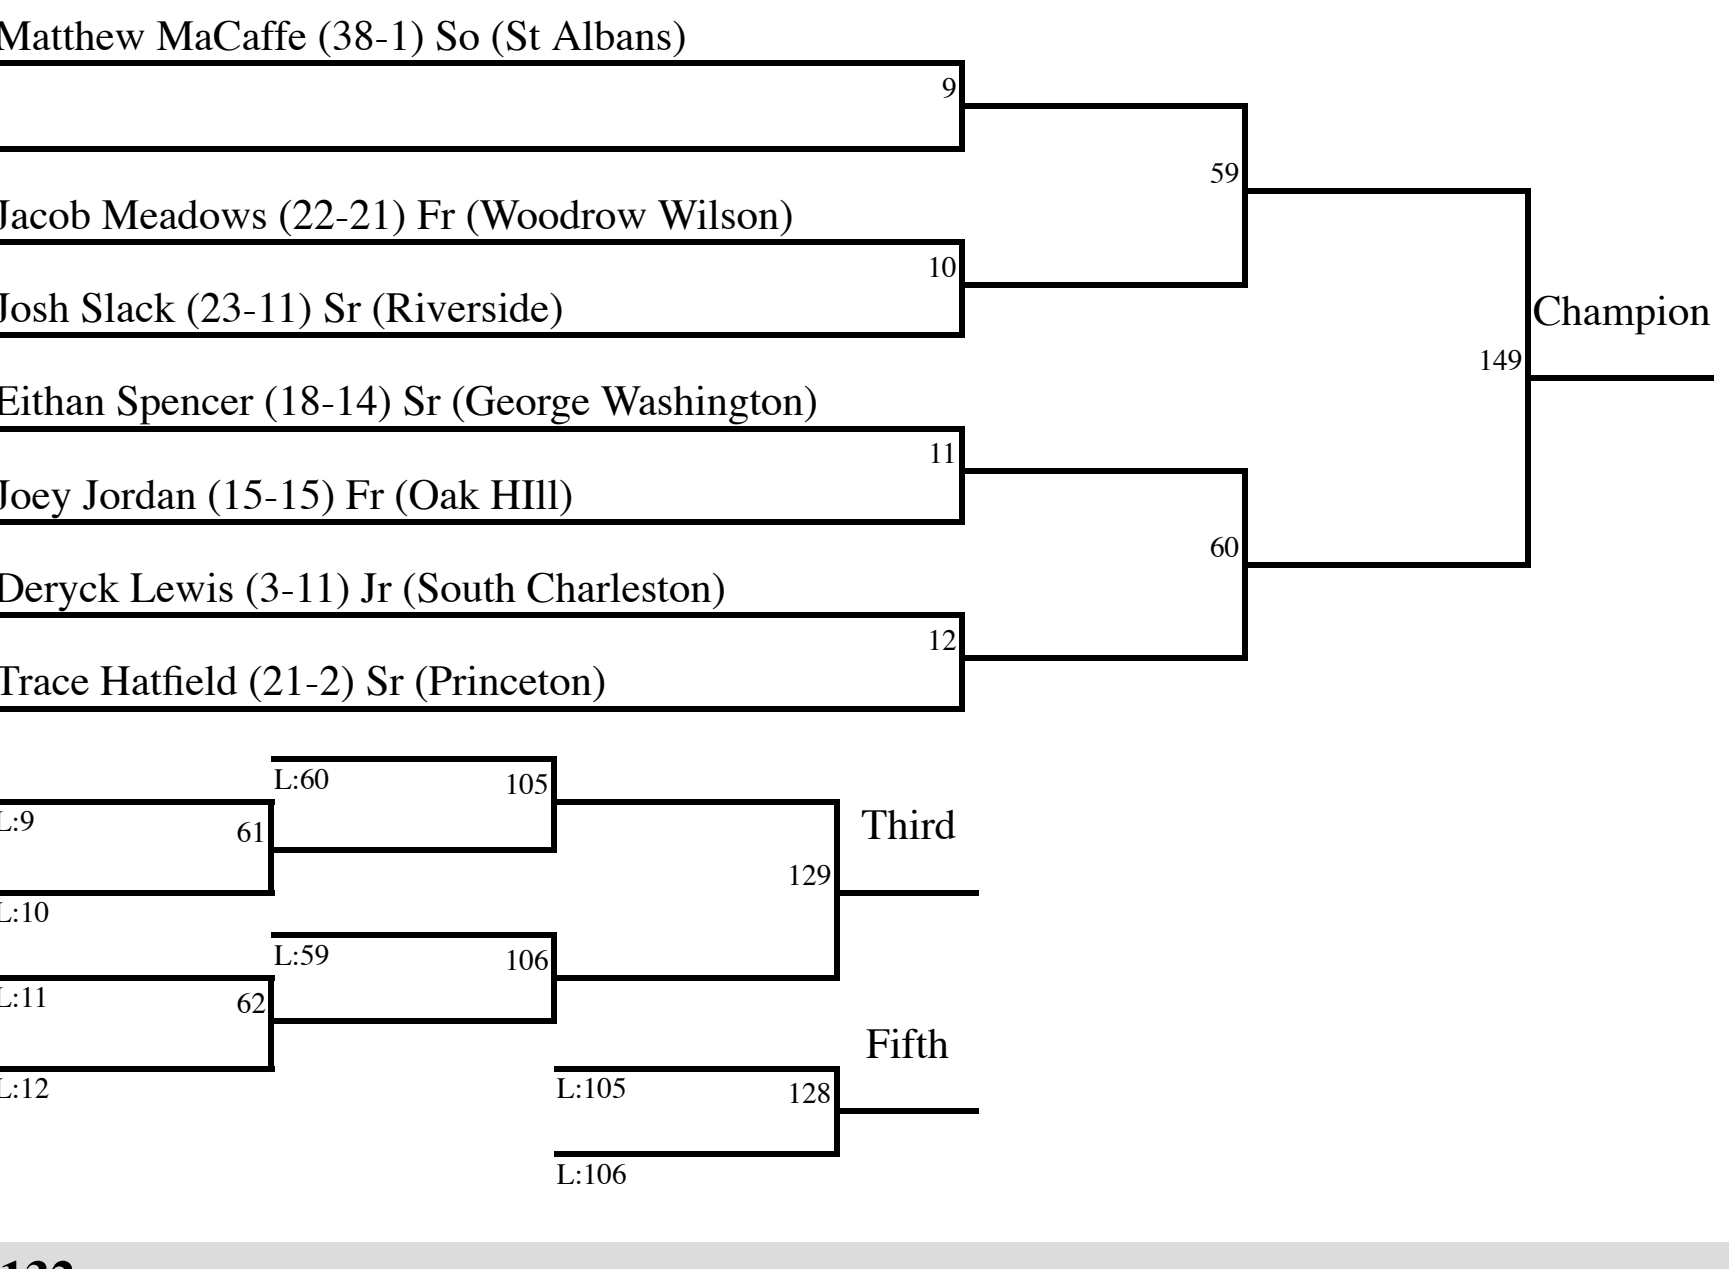 Matthew MaCaffe (38-1) So (St Albans)
9
59
Jacob Meadows (22-21) Fr (Woodrow Wilson)
10
Josh Slack (23-11) Sr (Riverside)
Champion
149
Eithan Spencer (18-14) Sr (George Washington)
11
Joey Jordan (15-15) Fr (Oak HIll)
60
Deryck Lewis (3-11) Jr (South Charleston)
12
Trace Hatfield (21-2) Sr (Princeton)
L:60
105
L:9
61
Third
129
L:10
L:59
106
L:11
62
Fifth
L:12
L:105
128
L:106
132